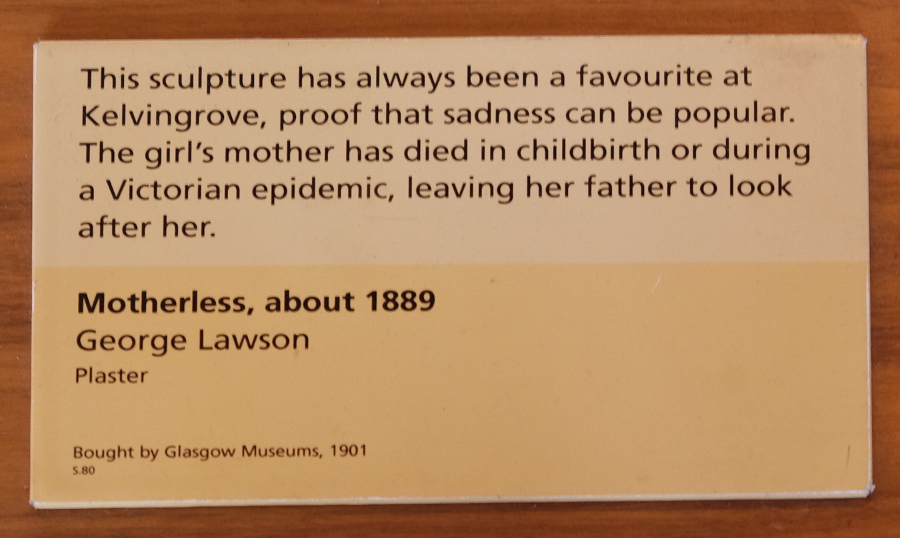 This sculpture has always been a favourite at
Kelvingrove, proof that sadness can be popular.
The girl's mother has died in childbirth or during
a Victorian epidemic, leaving her father to look
after her.
Motherless, about 1889
George Lawson
Plaster
Bought by Glasgow Museums, 1901
S.80